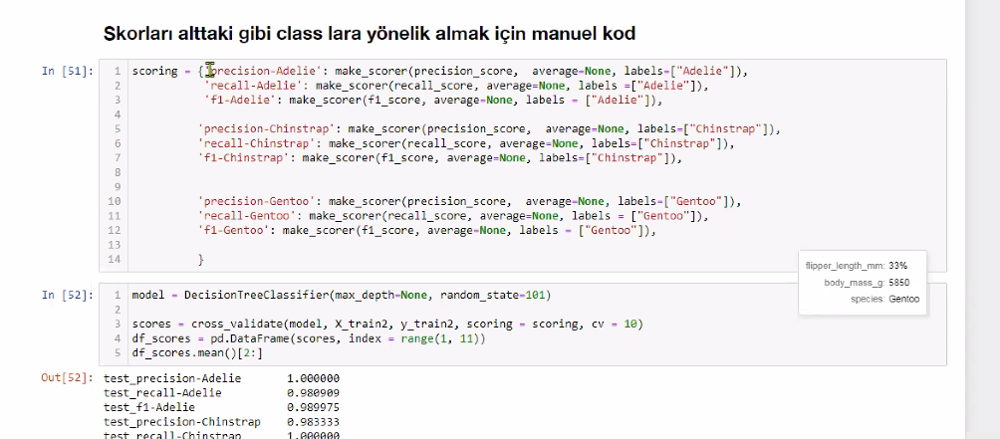 Skorları alttaki gibi class lara yönelik almak için manuel kod
In [51]:
1 scoring = {'precision-Adelie': make_scorer(precision_score, average=None, labels=["Adelie"]),
2 'recall-Adelie': make_scorer(recall_score, average=None, labels =["Adelie"]),
3 'f1-Adelie': make_scorer(f1_score, average=None, labels = ["Adelie"]),
4
5 'precision-Chinstrap': make_scorer(precision_score, average=None, labels=["Chinstrap"]),
6 'recall-Chinstrap': make_scorer(recall_score, average=None, labels=["Chinstrap"]),
7 'f1-Chinstrap': make_scorer(f1_score, average=None, labels=["Chinstrap"]),
8
9
10 'precision-Gentoo': make_scorer(precision_score, average=None, labels=["Gentoo"]),
11 'recall-Gentoo': make_scorer(recall_score, average=None, labels = ["Gentoo"]),
12 'f1-Gentoo': make_scorer(f1_score, average=None, labels = ["Gentoo"]),
13
14 }
flipper_length_mm: 33%
body_mass_g: 5850
species: Gentoo
In [52]:
1 model = DecisionTreeClassifier(max_depth=None, random_state=101)
2
3 scores = cross_validate(model, X_train2, y_train2, scoring = scoring, cv = 10)
4 df_scores = pd.DataFrame(scores, index = range(1, 11))
5 df_scores.mean()[2:]
Out[52]:
test_precision-Adelie 1.000000
test_recall-Adelie 0.980909
test_f1-Adelie 0.989975
test_precision-Chinstrap 0.983333
test_recall-Chinstrap 1.000000